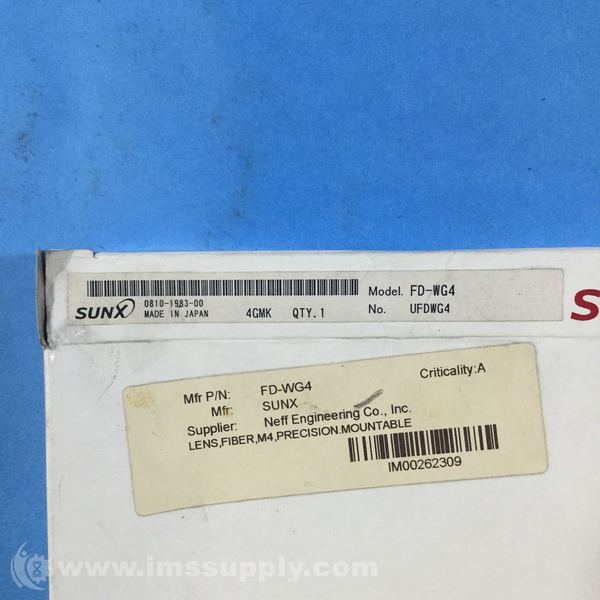 SUNX
0810-1983-00
MADE IN JAPAN
4GMK QTY.1
Model. FD-WG4
No. UFDWG4
S
Mfr P/N: FD-WG4
Criticality:A
Mfr: SUNX
Supplier: Neff Engineering Co., Inc.
LENS,FIBER,M4,PRECISION.MOUNTABLE
IM00262309
www.imssupply.com